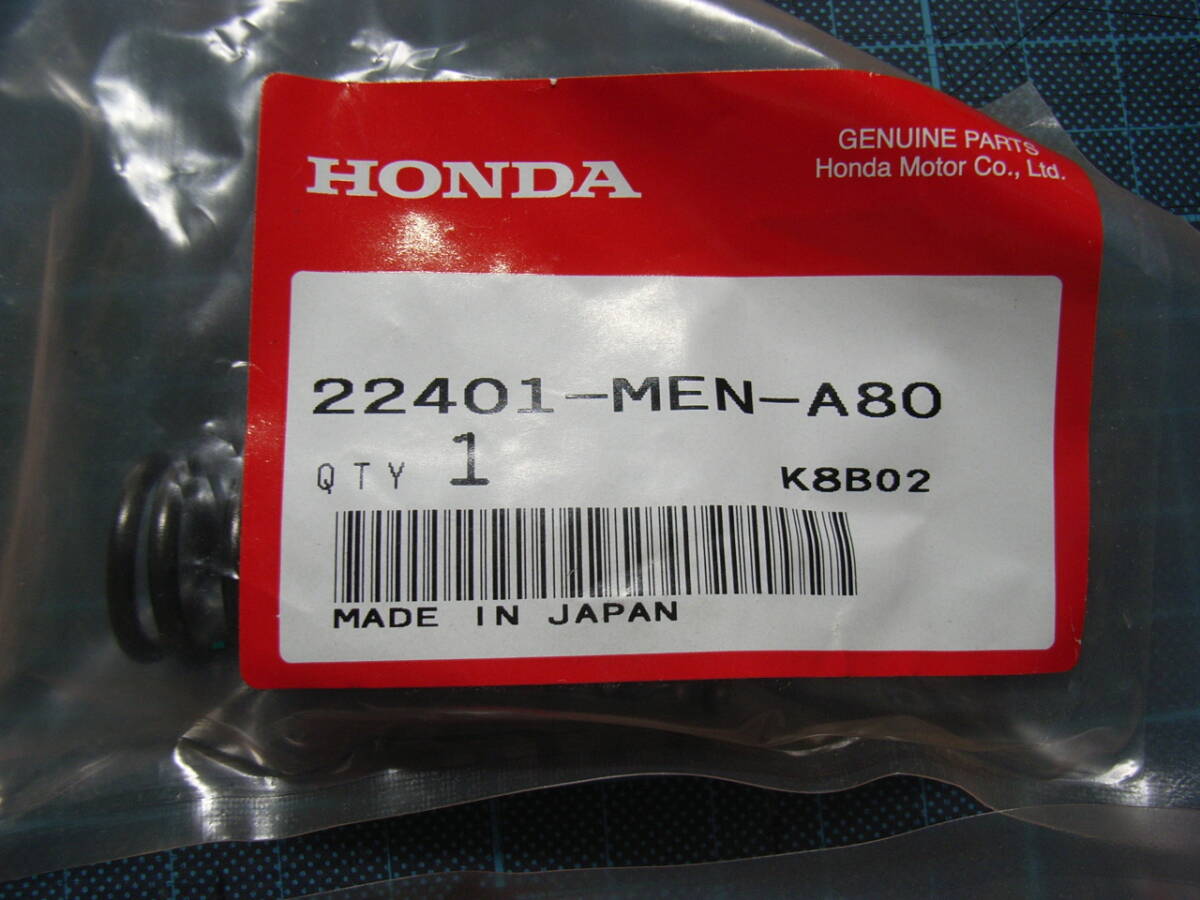 HONDA
GENUINE PARTS
Honda Motor Co., Ltd.
22401-MEN-A80
QTY 1 K8B02
MADE IN JAPAN